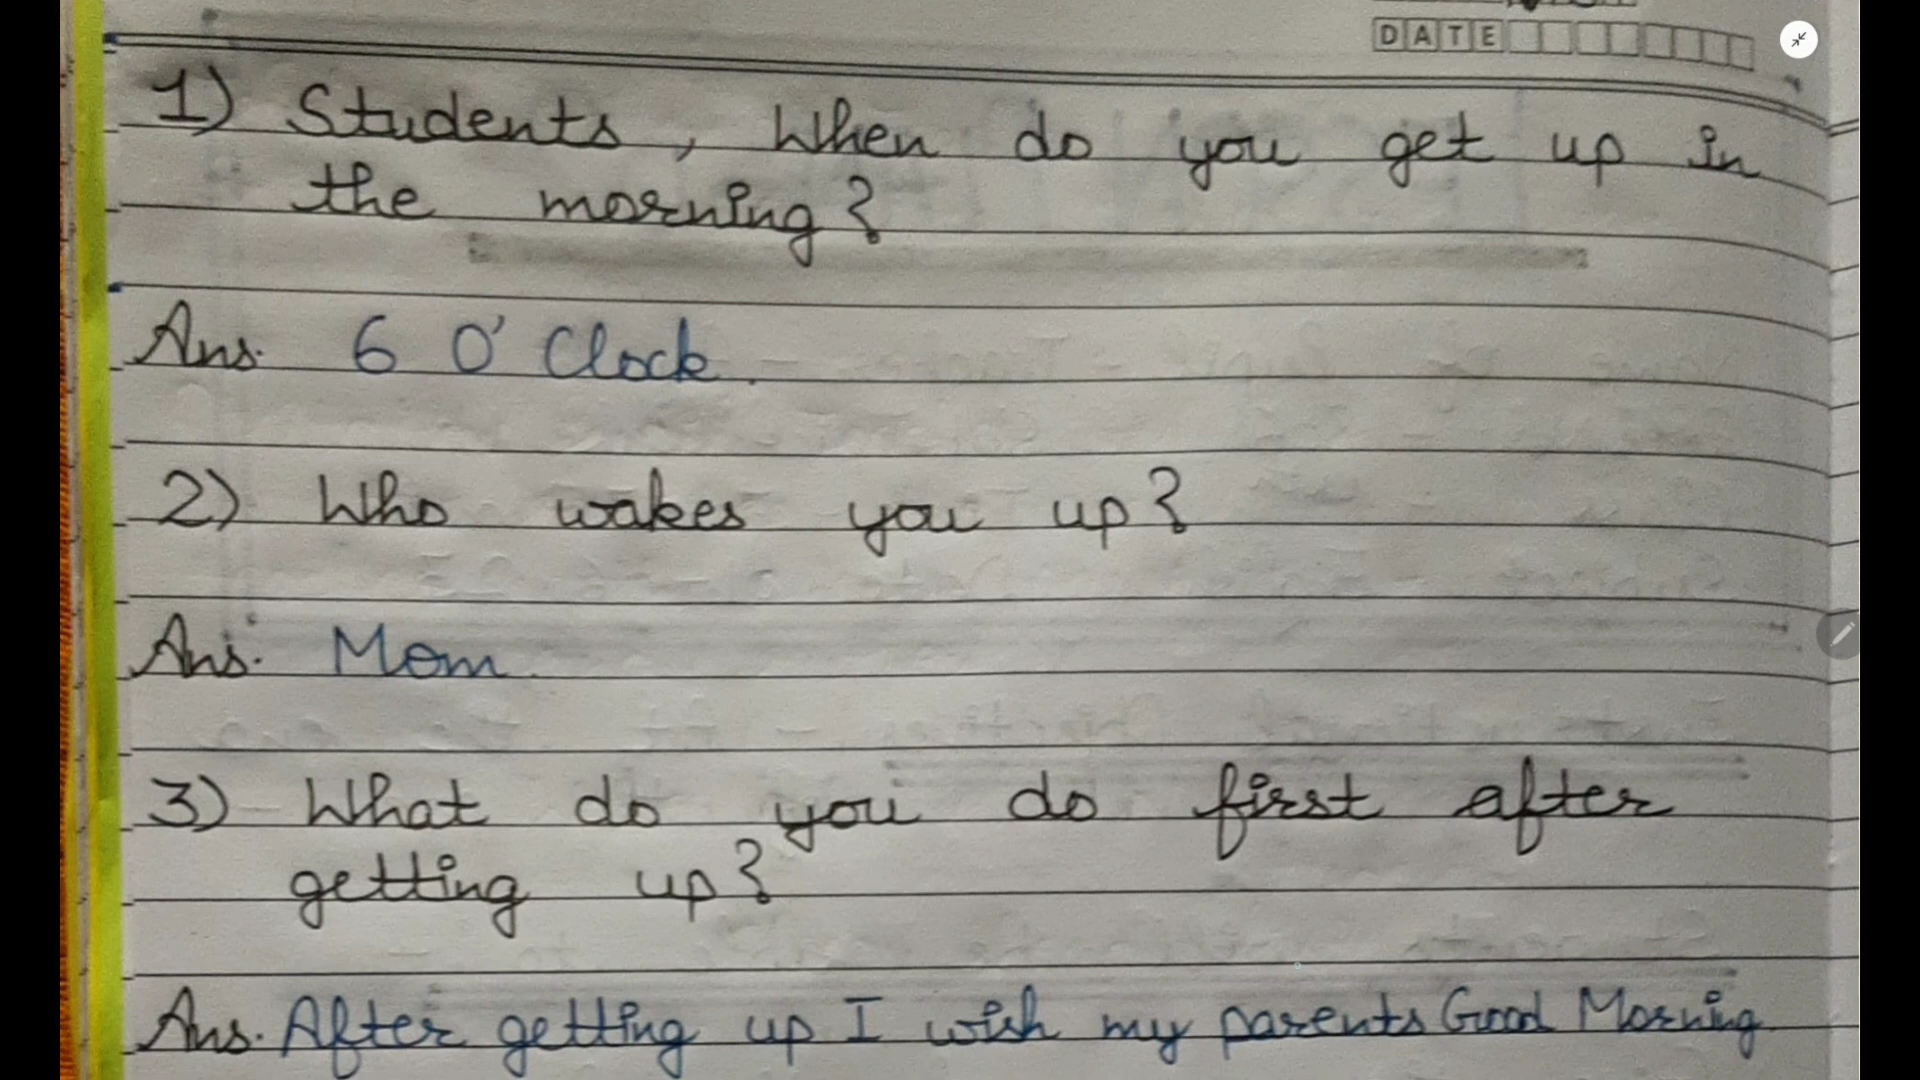 DATE
1) Students, When do you get up in
the morning?
Ans. 6 O'Clock.
2) Who wakes you up?
Ans. Mom.
3) What do you do first after
getting up?
Ans. After getting up I wish my parents Good Morning